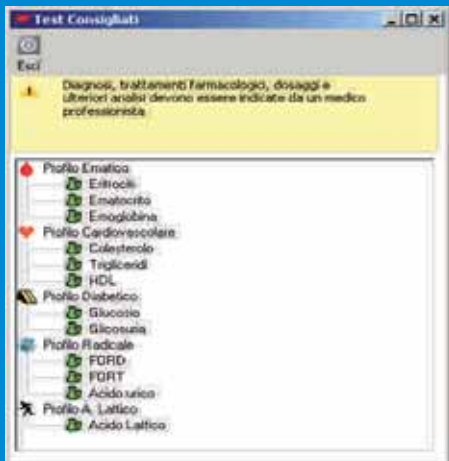 Test Consigliati
Esci
Diagnosi, trattamenti farmacologici, dosaggi e
ulteriori analisi devono essere indicate da un medico
professionista
Profilo Ematico
Eritrociti
Ematocrito
Emoglobina
Profilo Cardiovascolare
Colesterolo
Trigliceridi
HDL
Profilo Diabetico
Glucosio
Glicosuria
Profilo Radicale
FORD
FORT
Acido urico
Profilo A. Lattico
Acido Lattico